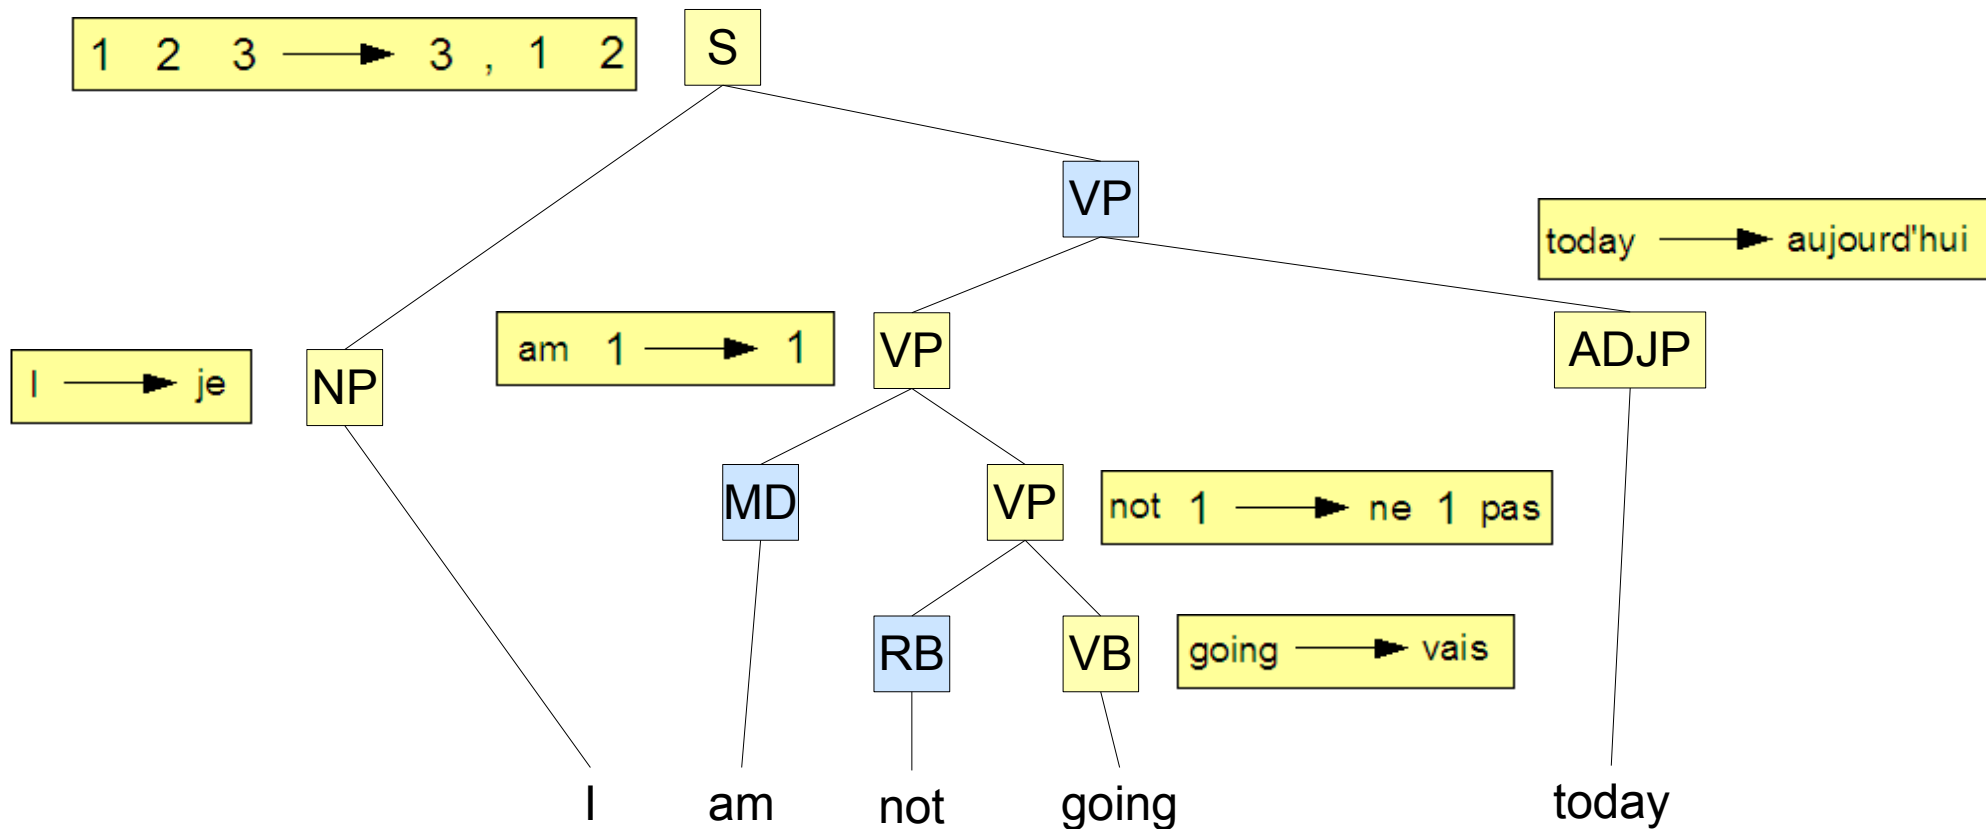 1 2 3 → 3 , 1 2
S
VP
today → aujourd'hui
I → je
NP
am 1 → 1
VP
ADJP
MD
VP
not 1 → ne 1 pas
RB
VB
going → vais
I am not going today